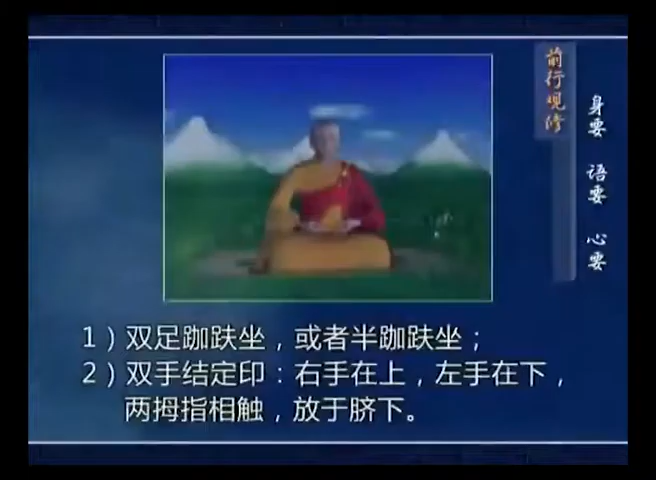 前行观修
身要 语要 心要
1）双足跏趺坐，或者半跏趺坐；
2）双手结定印：右手在上，左手在下，
两拇指相触，放于脐下。